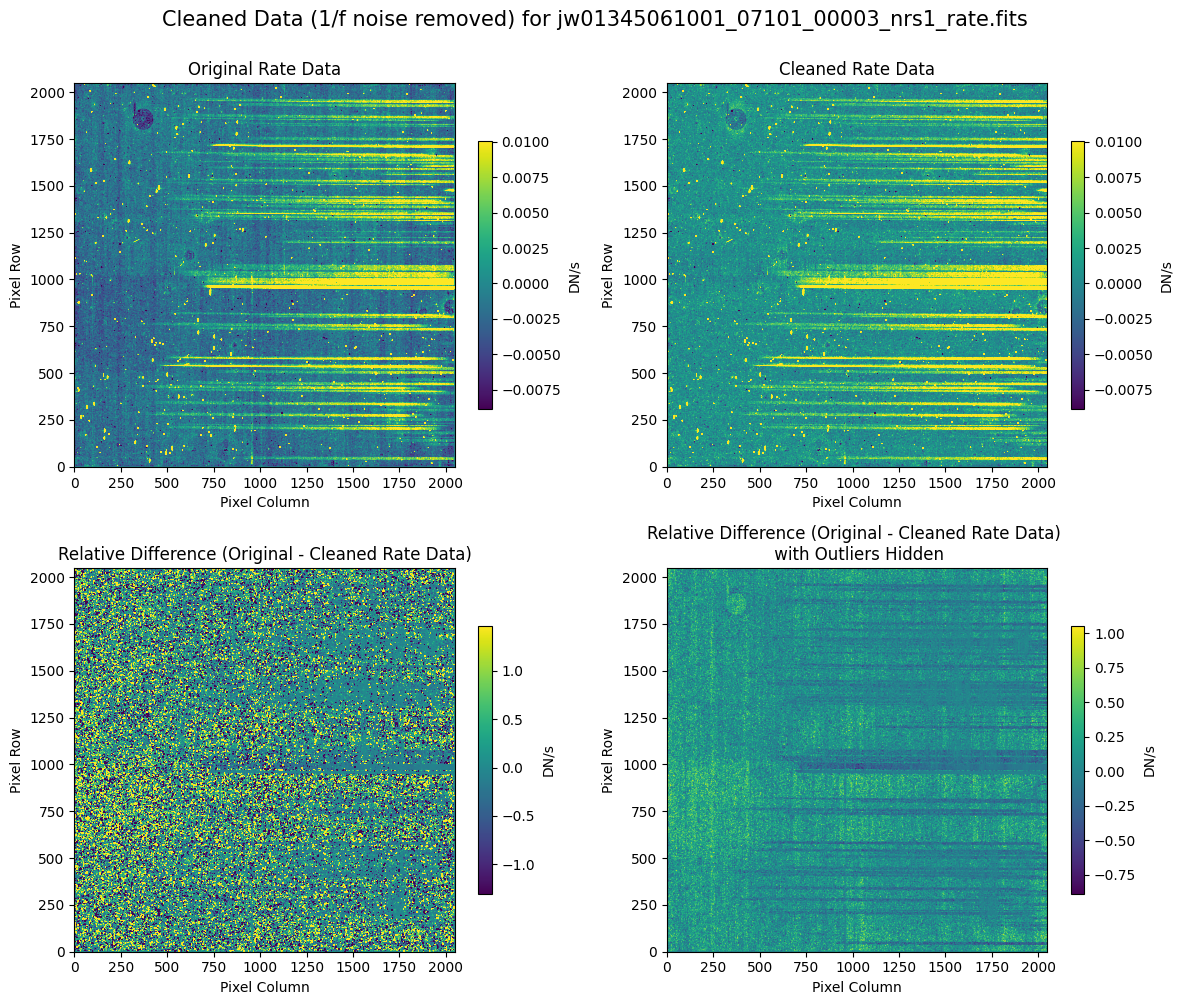 Cleaned Data (1/f noise removed) for jw01345061001_07101_00003_nrs1_rate.fits
Original Rate Data
2000
1750
1500
1250
1000
750
500
250
0
Pixel Row
0 250 500 750 1000 1250 1500 1750 2000
Pixel Column
0.0100
0.0075
0.0050
0.0025
0.0000
−0.0025
−0.0050
−0.0075
DN/s
Cleaned Rate Data
2000
1750
1500
1250
1000
750
500
250
0
Pixel Row
0 250 500 750 1000 1250 1500 1750 2000
Pixel Column
0.0100
0.0075
0.0050
0.0025
0.0000
−0.0025
−0.0050
−0.0075
DN/s
Relative Difference (Original - Cleaned Rate Data)
2000
1750
1500
1250
1000
750
500
250
0
Pixel Row
0 250 500 750 1000 1250 1500 1750 2000
Pixel Column
1.0
0.5
0.0
−0.5
−1.0
DN/s
Relative Difference (Original - Cleaned Rate Data)
with Outliers Hidden
2000
1750
1500
1250
1000
750
500
250
0
Pixel Row
0 250 500 750 1000 1250 1500 1750 2000
Pixel Column
1.00
0.75
0.50
0.25
0.00
−0.25
−0.50
−0.75
DN/s